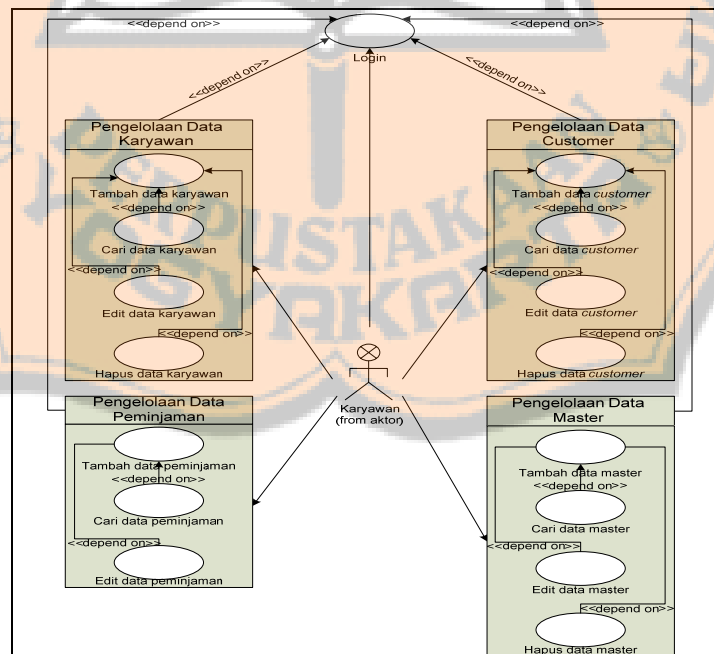 <<depend on>>
<<depend on>>
Login
<<depend on>>
<<depend on>>
Pengelolaan Data
Karyawan
Tambah data karyawan
<<depend on>>
Cari data karyawan
<<depend on>>
Edit data karyawan
<<depend on>>
Hapus data karyawan
Pengelolaan Data
Customer
Tambah data customer
<<depend on>>
Cari data customer
<<depend on>>
Edit data customer
<<depend on>>
Hapus data customer
Karyawan
(from aktor)
Pengelolaan Data
Peminjaman
Tambah data peminjaman
<<depend on>>
Cari data peminjaman
<<depend on>>
Edit data peminjaman
Pengelolaan Data
Master
Tambah data master
<<depend on>>
Cari data master
<<depend on>>
Edit data master
<<depend on>>
Hapus data master